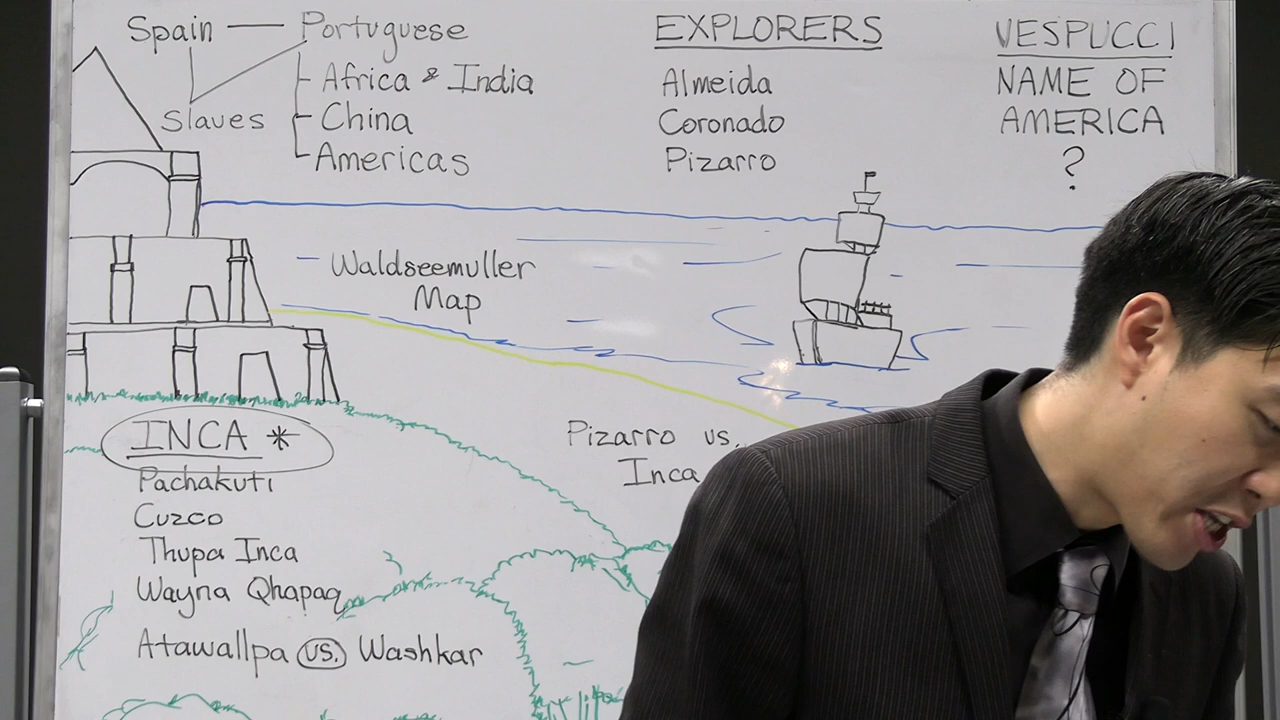 Spain — Portuguese
Slaves
Africa & India
China
Americas
EXPLORERS
Almeida
Coronado
Pizarro
VESPUCCI
NAME OF
AMERICA
?
- Waldseemuller
Map
INCA *
Pachakuti
Cuzco
Thupa Inca
Wayna Qhapaq
Atawallpa vs. Washkar
Pizarro vs.
Inca